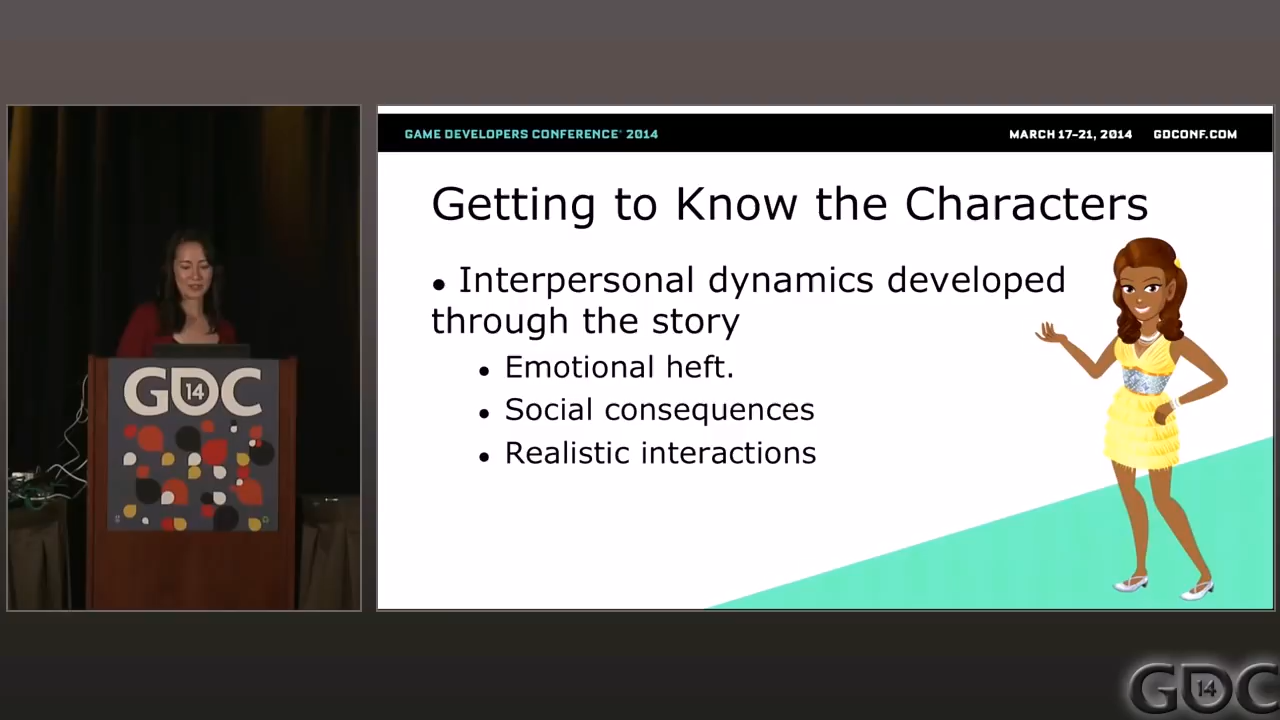 GAME DEVELOPERS CONFERENCE® 2014
MARCH 17-21, 2014 GDCONF.COM
Getting to Know the Characters
• Interpersonal dynamics developed
through the story
• Emotional heft.
• Social consequences
• Realistic interactions
GDC
14
GDC
14